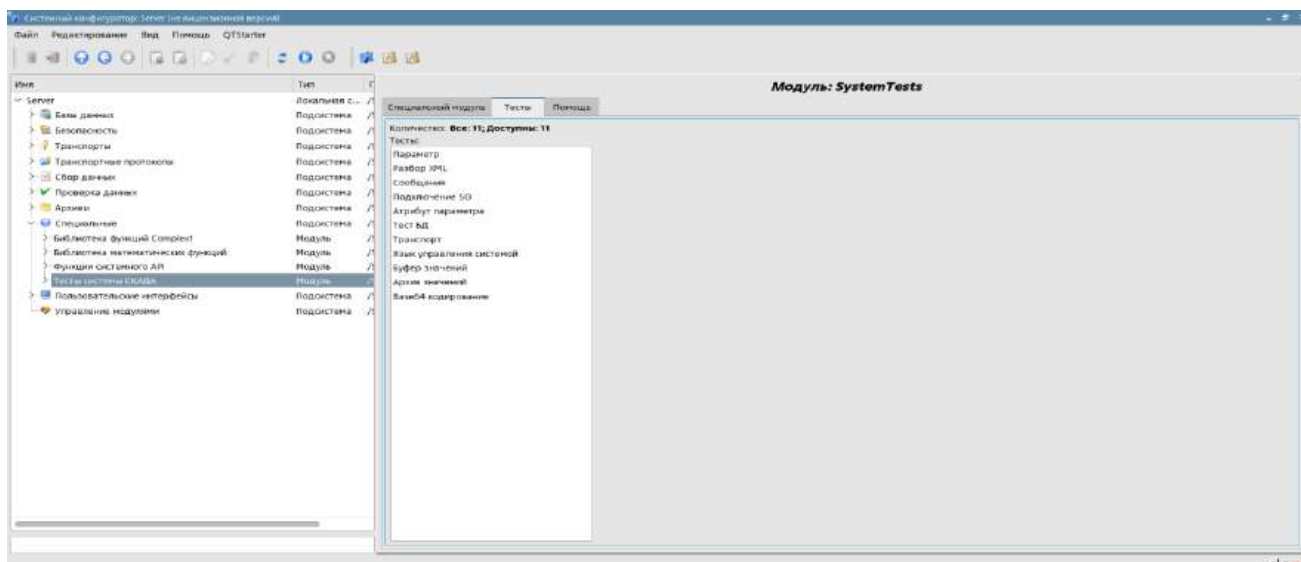 Системный конфигуратор: Server (не лицензионная версия)
Файл Редактирование Вид Помощь QTStarter
Имя Тип
Server Локальная с...
Базы данных Подсистема
Безопасность Подсистема
Транспорты Подсистема
Транспортные протоколы Подсистема
Сбор данных Подсистема
Проверка данных Подсистема
Архивы Подсистема
Специальные Подсистема
Библиотека функций Complex1 Модуль
Библиотека математических функций Модуль
Функции системного API Модуль
Тесты системы СКАДА Модуль
Пользовательские интерфейсы Подсистема
Управление модулями Подсистема
Модуль: SystemTests
Специальный модуль Тесты Помощь
Количество: Все: 11; Доступны: 11
Тесты:
Параметр
Разбор XML
Сообщения
Подключение SO
Атрибут параметра
Тест БД
Транспорт
Язык управления системой
Буфер значений
Архив значений
Base64 кодирование